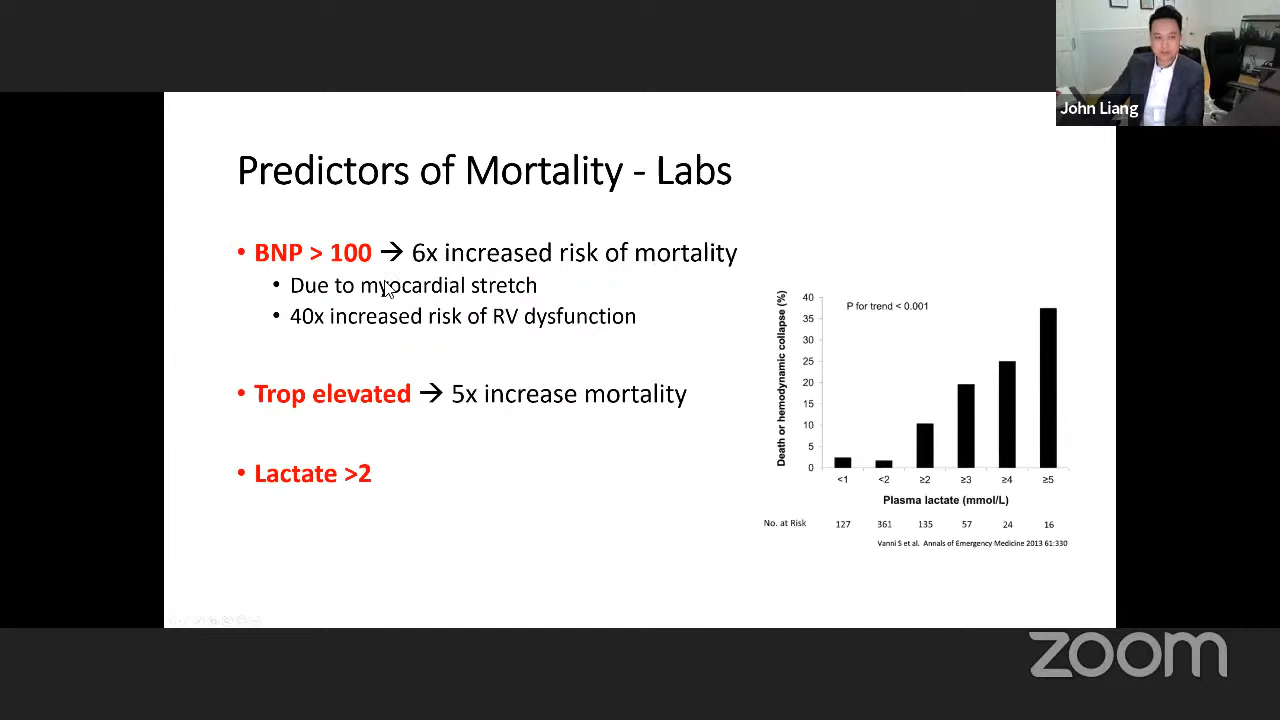 John Liang
Predictors of Mortality - Labs
• BNP > 100 → 6x increased risk of mortality
• Due to myocardial stretch
• 40x increased risk of RV dysfunction
• Trop elevated → 5x increase mortality
• Lactate >2
P for trend < 0.001
Death or hemodynamic collapse (%)
40
35
30
25
20
15
10
5
0
<1 <2 ≥2 ≥3 ≥4 ≥5
Plasma lactate (mmol/L)
No. at Risk 127 361 135 57 24 16
Vanni S et al. Annals of Emergency Medicine 2013 61:330
zoom